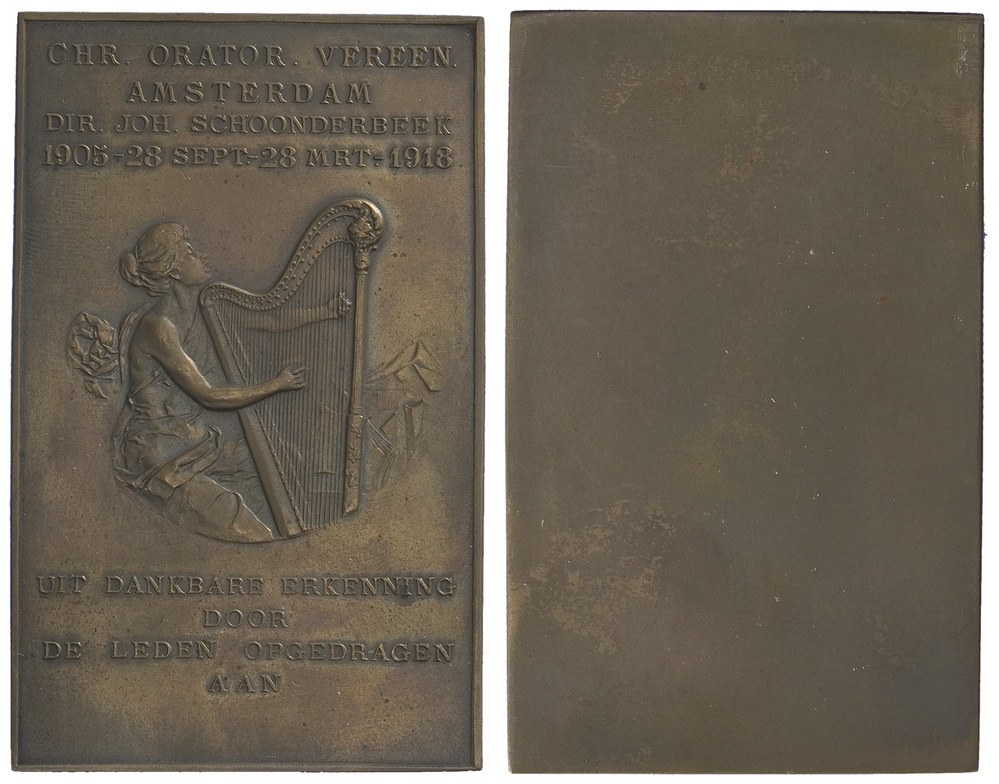 CHR. ORATOR. VEREEN.
AMSTERDAM
DIR. JOH. SCHOONDERBEEK
1905-28 SEPT.-28 MRT.-1918
UIT DANKBARE ERKENNING
DOOR
DE LEDEN OPGEDRAGEN
AAN